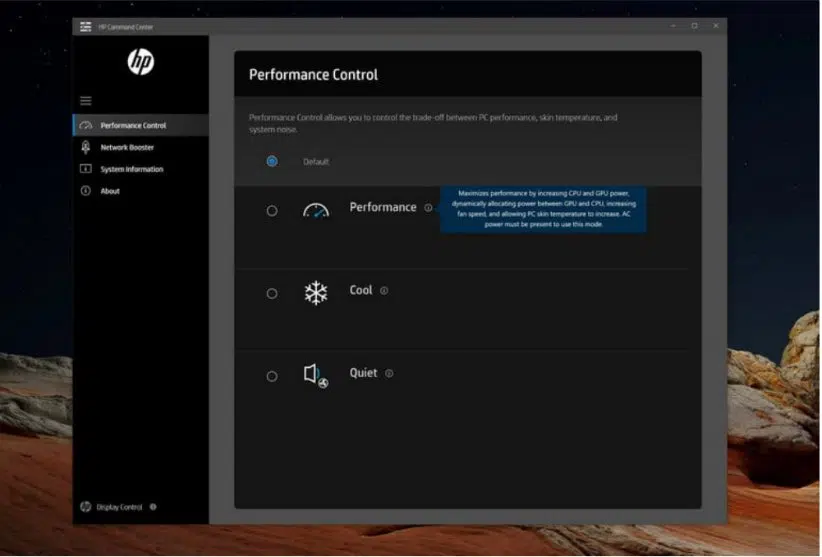 HP Command Center
hp
Performance Control
Network Booster
System Information
About
Display Control
Performance Control
Performance Control allows you to control the trade-off between PC performance, skin temperature, and
system noise.
Default
Performance
Maximizes performance by increasing CPU and GPU power,
dynamically allocating power between GPU and CPU, increasing
fan speed, and allowing PC skin temperature to increase. AC
power must be present to use this mode.
Cool
Quiet